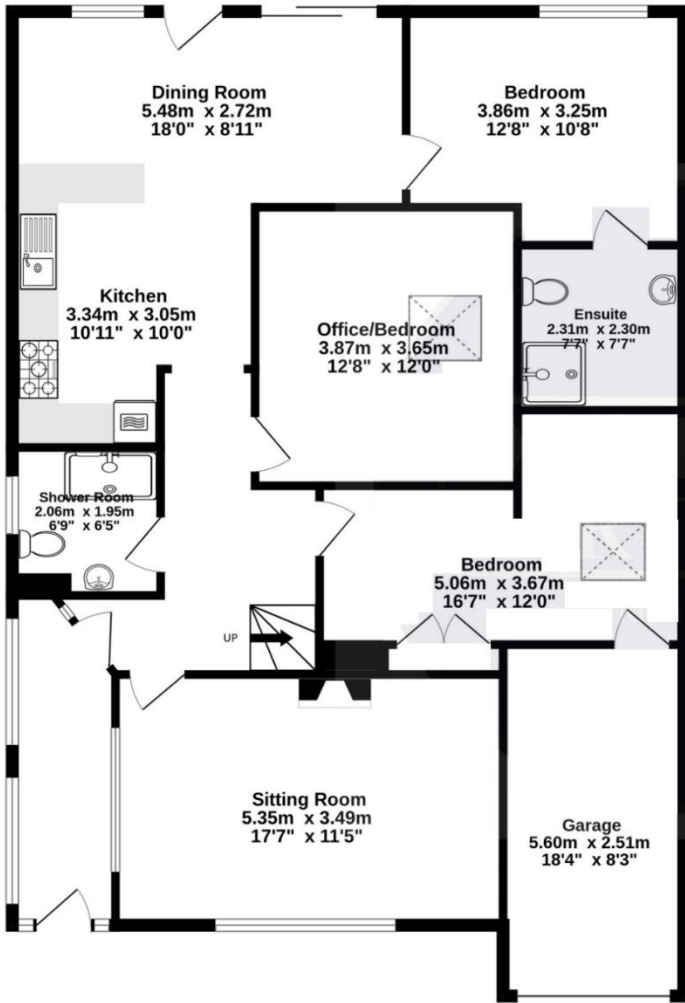 Dining Room
5.48m x 2.72m
18'0" x 8'11"
Bedroom
3.86m x 3.25m
12'8" x 10'8"
Kitchen
3.34m x 3.05m
10'11" x 10'0"
Office/Bedroom
3.87m x 3.65m
12'8" x 12'0"
Ensuite
2.31m x 2.30m
7'7" x 7'7"
Shower Room
2.06m x 1.95m
6'9" x 6'5"
Bedroom
5.06m x 3.67m
16'7" x 12'0"
UP
Sitting Room
5.35m x 3.49m
17'7" x 11'5"
Garage
5.60m x 2.51m
18'4" x 8'3"